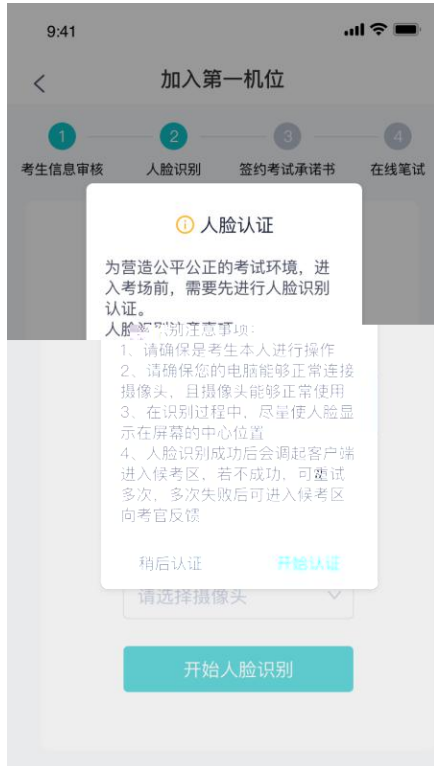 9:41
加入第一机位
1
2
3
4
考生信息审核
人脸识别
签约考试承诺书
在线笔试
人脸认证
为营造公平公正的考试环境，进
入考场前，需要先进行人脸识别
认证。
人脸识别注意事项：
1、请确保是考生本人进行操作
2、请确保您的电脑能够正常连接
摄像头，且摄像头能够正常使用
3、在识别过程中，尽量使人脸显
示在屏幕的中心位置
4、人脸识别成功后会调起客户端
进入候考区，若不成功，可重试
多次，多次失败后可进入候考区
向考官反馈
稍后认证
开始认证
请选择摄像头
开始人脸识别